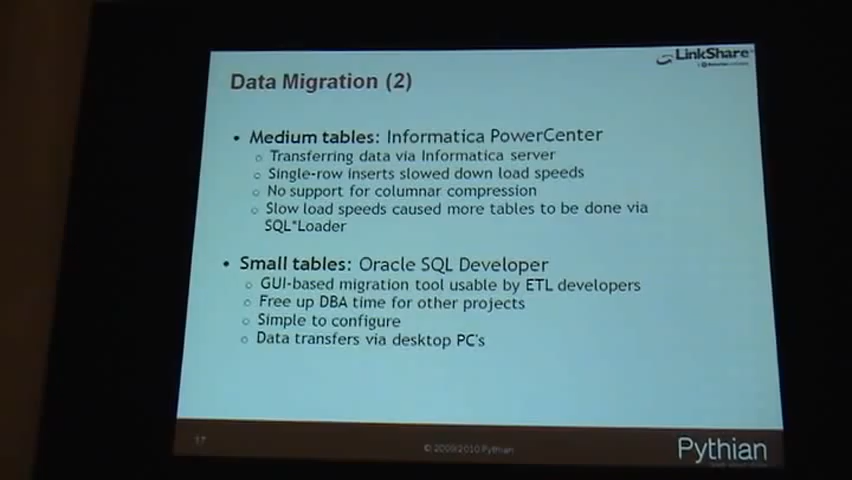 LinkShare
Data Migration (2)
• Medium tables: Informatica PowerCenter
○ Transferring data via Informatica server
○ Single-row inserts slowed down load speeds
○ No support for columnar compression
○ Slow load speeds caused more tables to be done via
SQL*Loader
• Small tables: Oracle SQL Developer
○ GUI-based migration tool usable by ETL developers
○ Free up DBA time for other projects
○ Simple to configure
○ Data transfers via desktop PC's
17
© 2009/2010 Pythian
Pythian